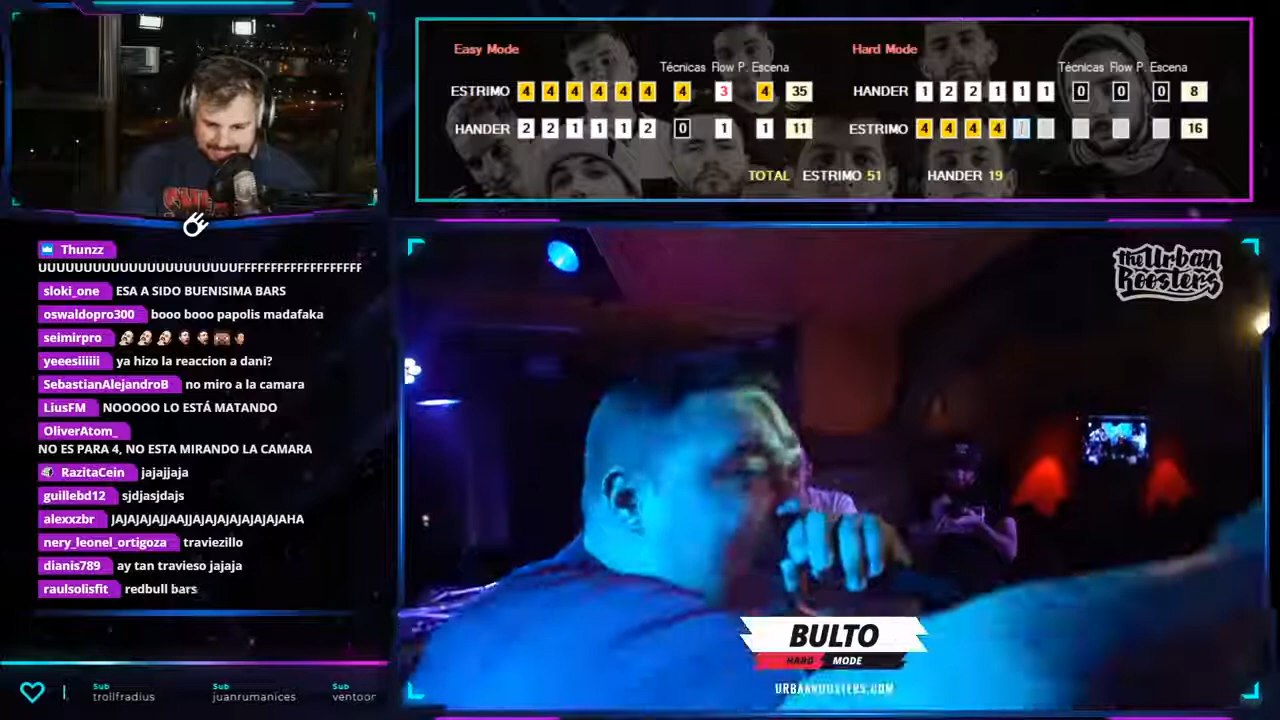 Easy Mode
Técnicas Flow P. Escena
ESTRIMO 4 4 4 4 4 4 4 3 4 35
HANDER 2 2 1 1 1 2 0 1 1 11
Hard Mode
Técnicas Flow P. Escena
HANDER 1 2 2 1 1 1 0 0 0 8
ESTRIMO 4 4 4 4 16
TOTAL ESTRIMO 51 HANDER 19
Thunzz
UUUUUUUUUUUUUUUUUUUUUUFFFFFFFFFFFFFFFFFFF
sloki_one ESA A SIDO BUENISIMA BARS
oswaldopro300 booo booo papolis madafaka
seimirpro
yeeesiiiiii ya hizo la reaccion a dani?
SebastianAlejandroB no miro a la camara
LiusFM NOOOOO LO ESTÁ MATANDO
OliverAtom_
NO ES PARA 4, NO ESTA MIRANDO LA CAMARA
RazitaCein jajajjaja
guillebd12 sjdjasjdajs
alexxzbr JAJAJAJAJJAAJJAJAJAJAJAJAJAHA
nery_leonel_ortigoza traviezillo
dianis789 ay tan travieso jajaja
raulsolisfit redbull bars
Sub Sub Sub
trollfradius juanrumanices ventoor
the Urban
Roosters
BULTO
HARD MODE
URBANROOSTERS.COM